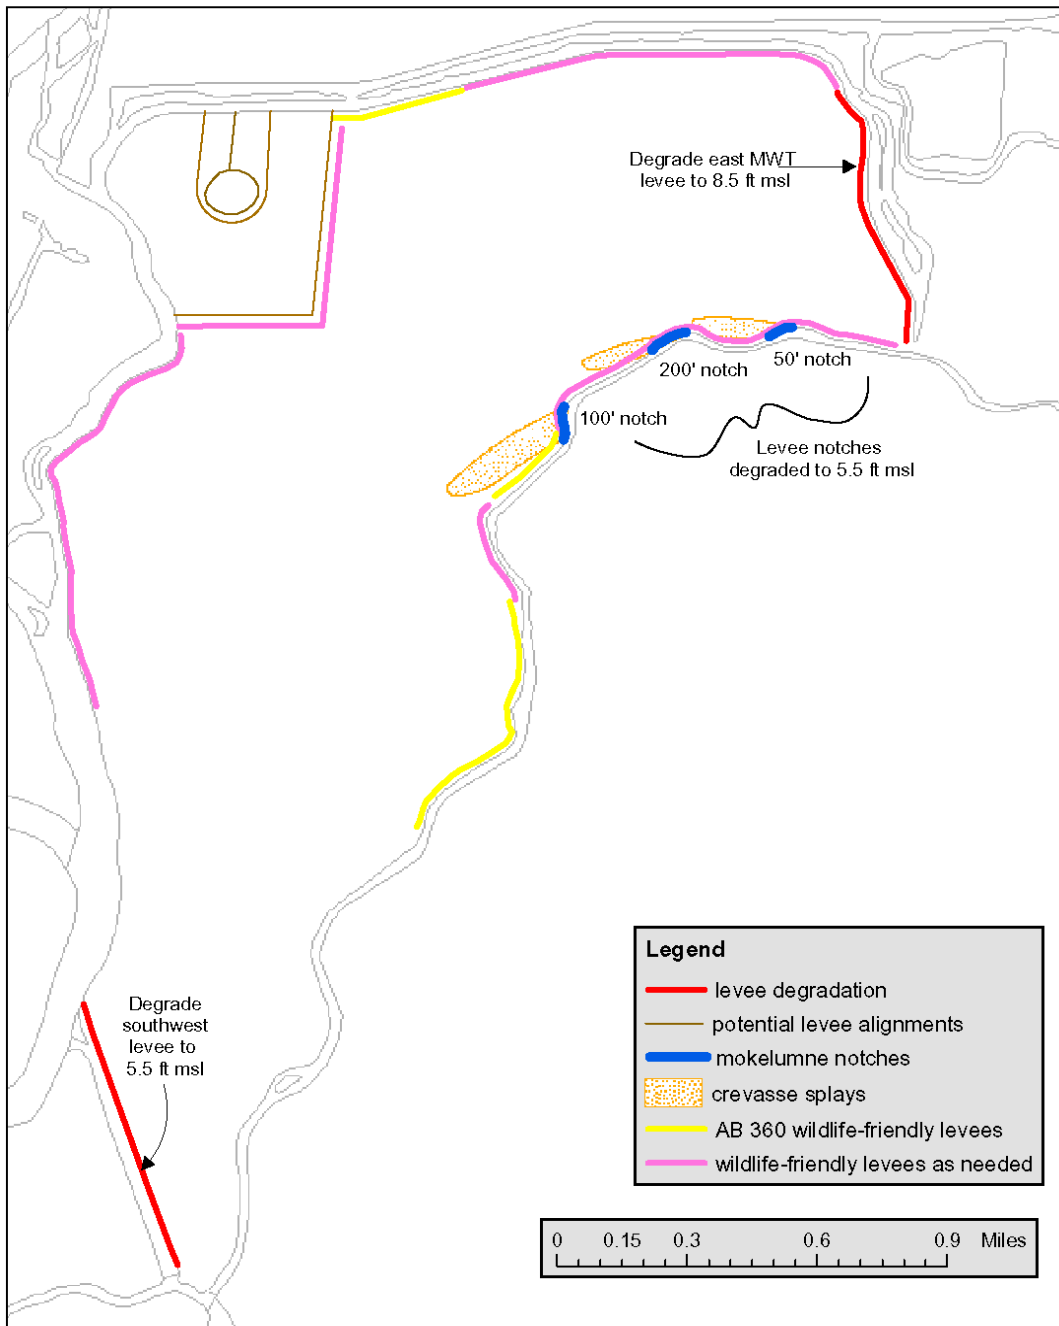 Degrade east MWT
levee to 8.5 ft msl
200' notch
50' notch
100' notch
Levee notches
degraded to 5.5 ft msl
Degrade
southwest
levee to
5.5 ft msl
Legend
levee degradation
potential levee alignments
mokelumne notches
crevasse splays
AB 360 wildlife-friendly levees
wildlife-friendly levees as needed
0 0.15 0.3 0.6 0.9 Miles